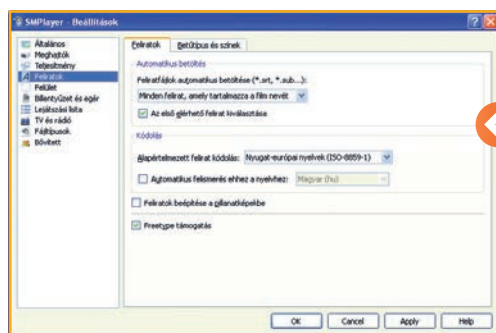 SMPlayer - Beállítások
Általános
Meghajtók
Teljesítmény
Feliratok
Felület
Billentyűzet és egér
Lejátszási lista
TV és rádió
Fájltípusok
Bővített
Feliratok
Betűtípus és színek
Automatikus betöltés
Feliratfájlok automatikus betöltése (*.srt, *.sub...):
Minden felirat, amely tartalmazza a film nevét
Az első elérhető felirat kiválasztása
Kódolás
Alapértelmezett felirat kódolás: Nyugat-európai nyelvek (ISO-8859-1)
Automatikus felismerés ehhez a nyelvhez: Magyar (hu)
Feliratok beépítése a pillanatképekbe
Freetype támogatás
OK Cancel Apply Help